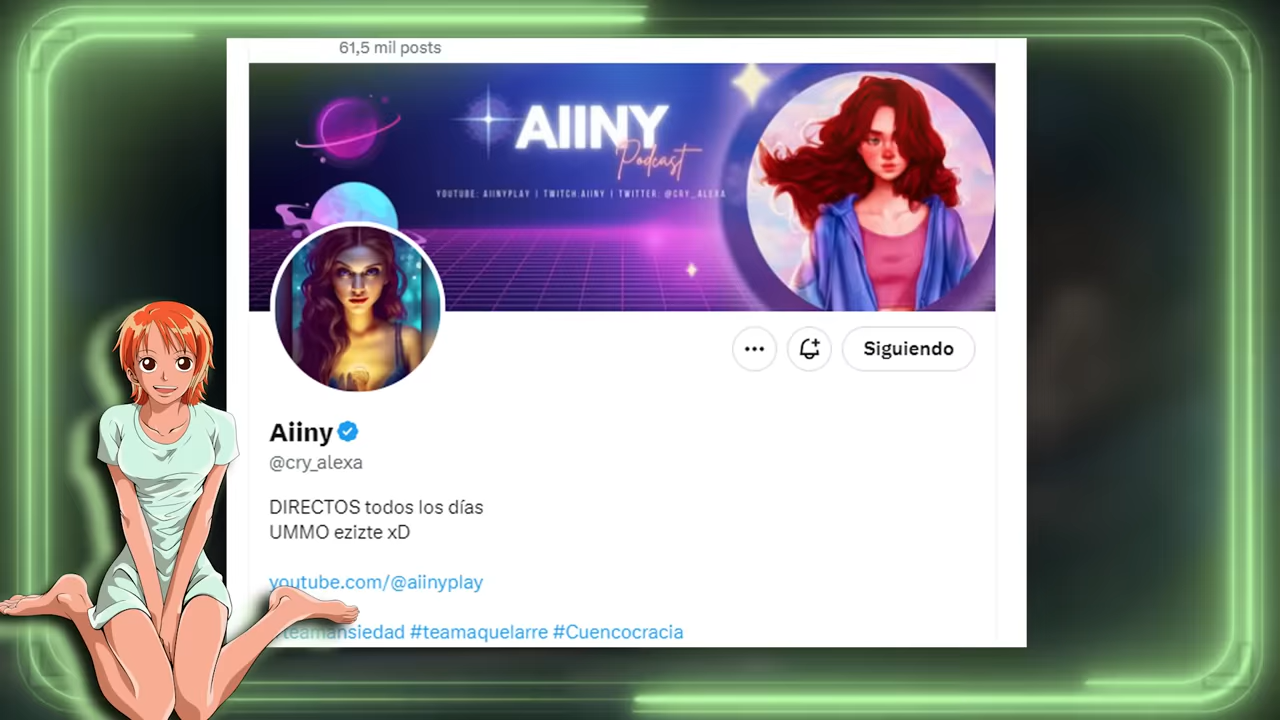 61,5 mil posts
AIINY
Podcast
YOUTUBE: AIINYPLAY | TWITCH:AIINY | TWITTER: @CRY_ALEXA
Siguiendo
Aiiny
@cry_alexa
DIRECTOS todos los días
UMMO ezizte xD
youtube.com/@aiinyplay
#teamansiedad #teamaquelarre #Cuencocracia